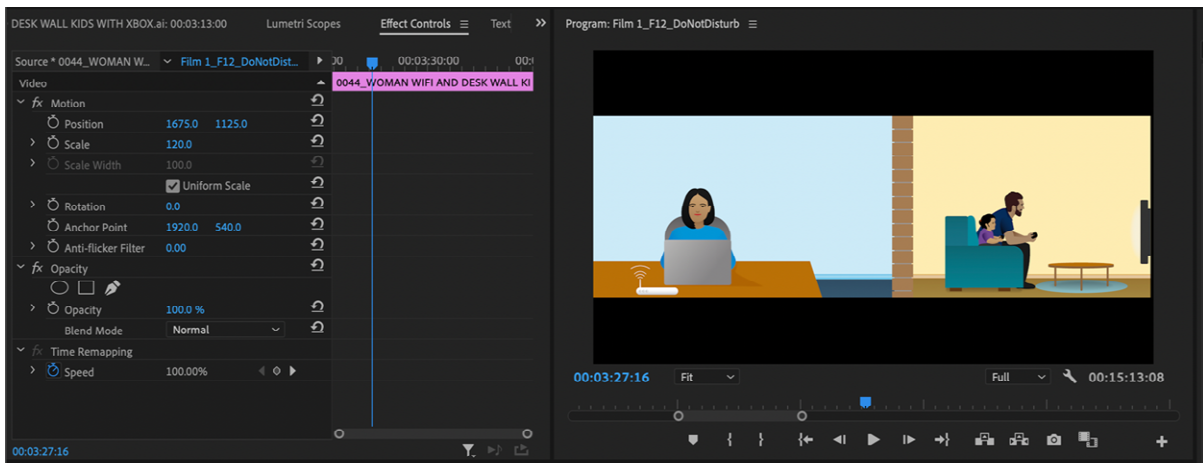 DESK WALL KIDS WITH XBOX.ai: 00:03:13:00 Lumetri Scopes Effect Controls Text
Source * 0044_WOMAN W... Film 1_F12_DoNotDist...
00:03:30:00
Video
0044_WOMAN WIFI AND DESK WALL KI
fx Motion
Position 1675.0 1125.0
Scale 120.0
Scale Width 100.0
Uniform Scale
Rotation 0.0
Anchor Point 1920.0 540.0
Anti-flicker Filter 0.00
fx Opacity
Opacity 100.0 %
Blend Mode Normal
fx Time Remapping
Speed 100.00%
00:03:27:16
Program: Film 1_F12_DoNotDisturb
00:03:27:16 Fit Full 00:15:13:08